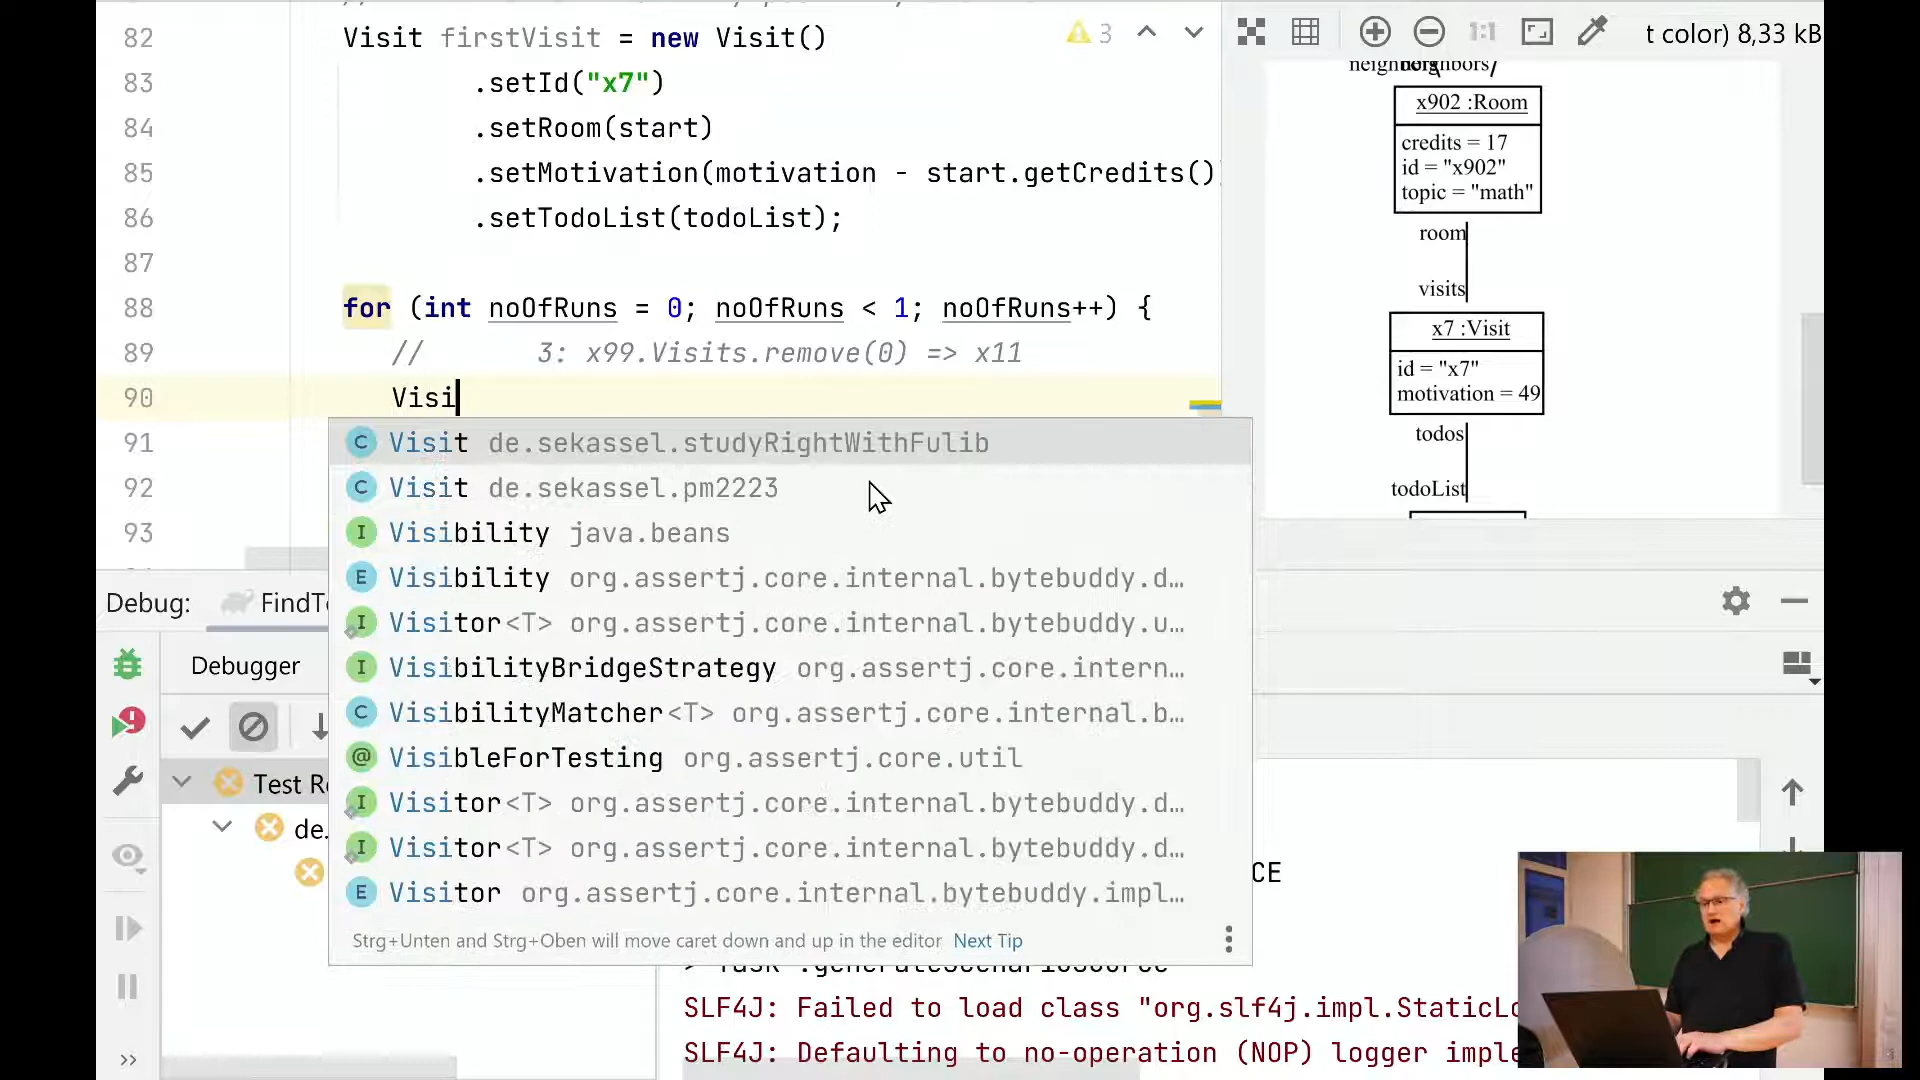 82 Visit firstVisit = new Visit()
83 .setId("x7")
84 .setRoom(start)
85 .setMotivation(motivation - start.getCredits()
86 .setTodoList(todoList);
87
88 for (int noOfRuns = 0; noOfRuns < 1; noOfRuns++) {
89 // 3: x99.Visits.remove(0) => x11
90 Visi
91
92
93
3
Visit de.sekassel.studyRightWithFulib
Visit de.sekassel.pm2223
Visibility java.beans
Visibility org.assertj.core.internal.bytebuddy.d…
Visitor<T> org.assertj.core.internal.bytebuddy.u…
VisibilityBridgeStrategy org.assertj.core.intern…
VisibilityMatcher<T> org.assertj.core.internal.b…
VisibleForTesting org.assertj.core.util
Visitor<T> org.assertj.core.internal.bytebuddy.d…
Visitor<T> org.assertj.core.internal.bytebuddy.d…
Visitor org.assertj.core.internal.bytebuddy.impl…
Strg+Unten and Strg+Oben will move caret down and up in the editor Next Tip
1:1 t color) 8,33 kB
x902 :Room
credits = 17
id = "x902"
topic = "math"
room
visits
x7 :Visit
id = "x7"
motivation = 49
todos
todoList
Debug: FindTo
Debugger
Test Re
de.
CE
SLF4J: Failed to load class "org.slf4j.impl.StaticLo
SLF4J: Defaulting to no-operation (NOP) logger imple